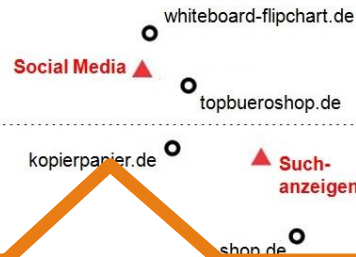 whiteboard-flipchart.de
Social Media
topbueroshop.de
kopierpapier.de
Such-
anzeigen
shop.de